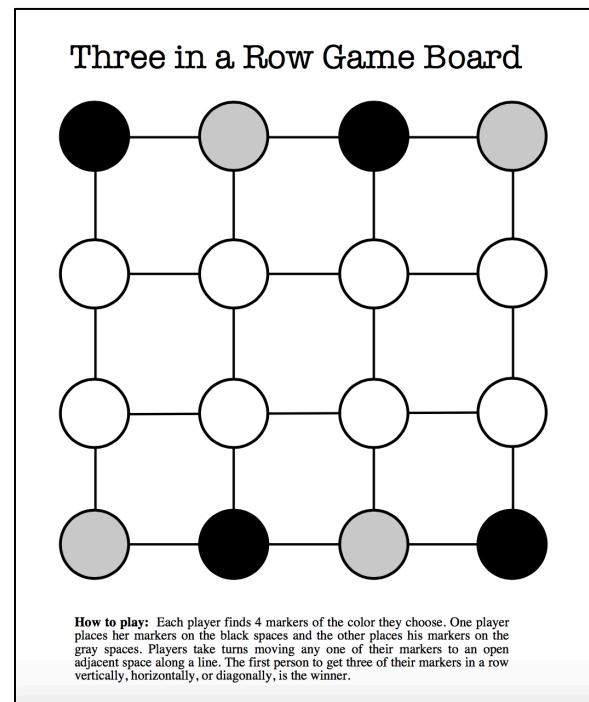 Three in a Row Game Board
How to play: Each player finds 4 markers of the color they choose. One player
places her markers on the black spaces and the other places his markers on the
gray spaces. Players take turns moving any one of their markers to an open
adjacent space along a line. The first person to get three of their markers in a row
vertically, horizontally, or diagonally, is the winner.